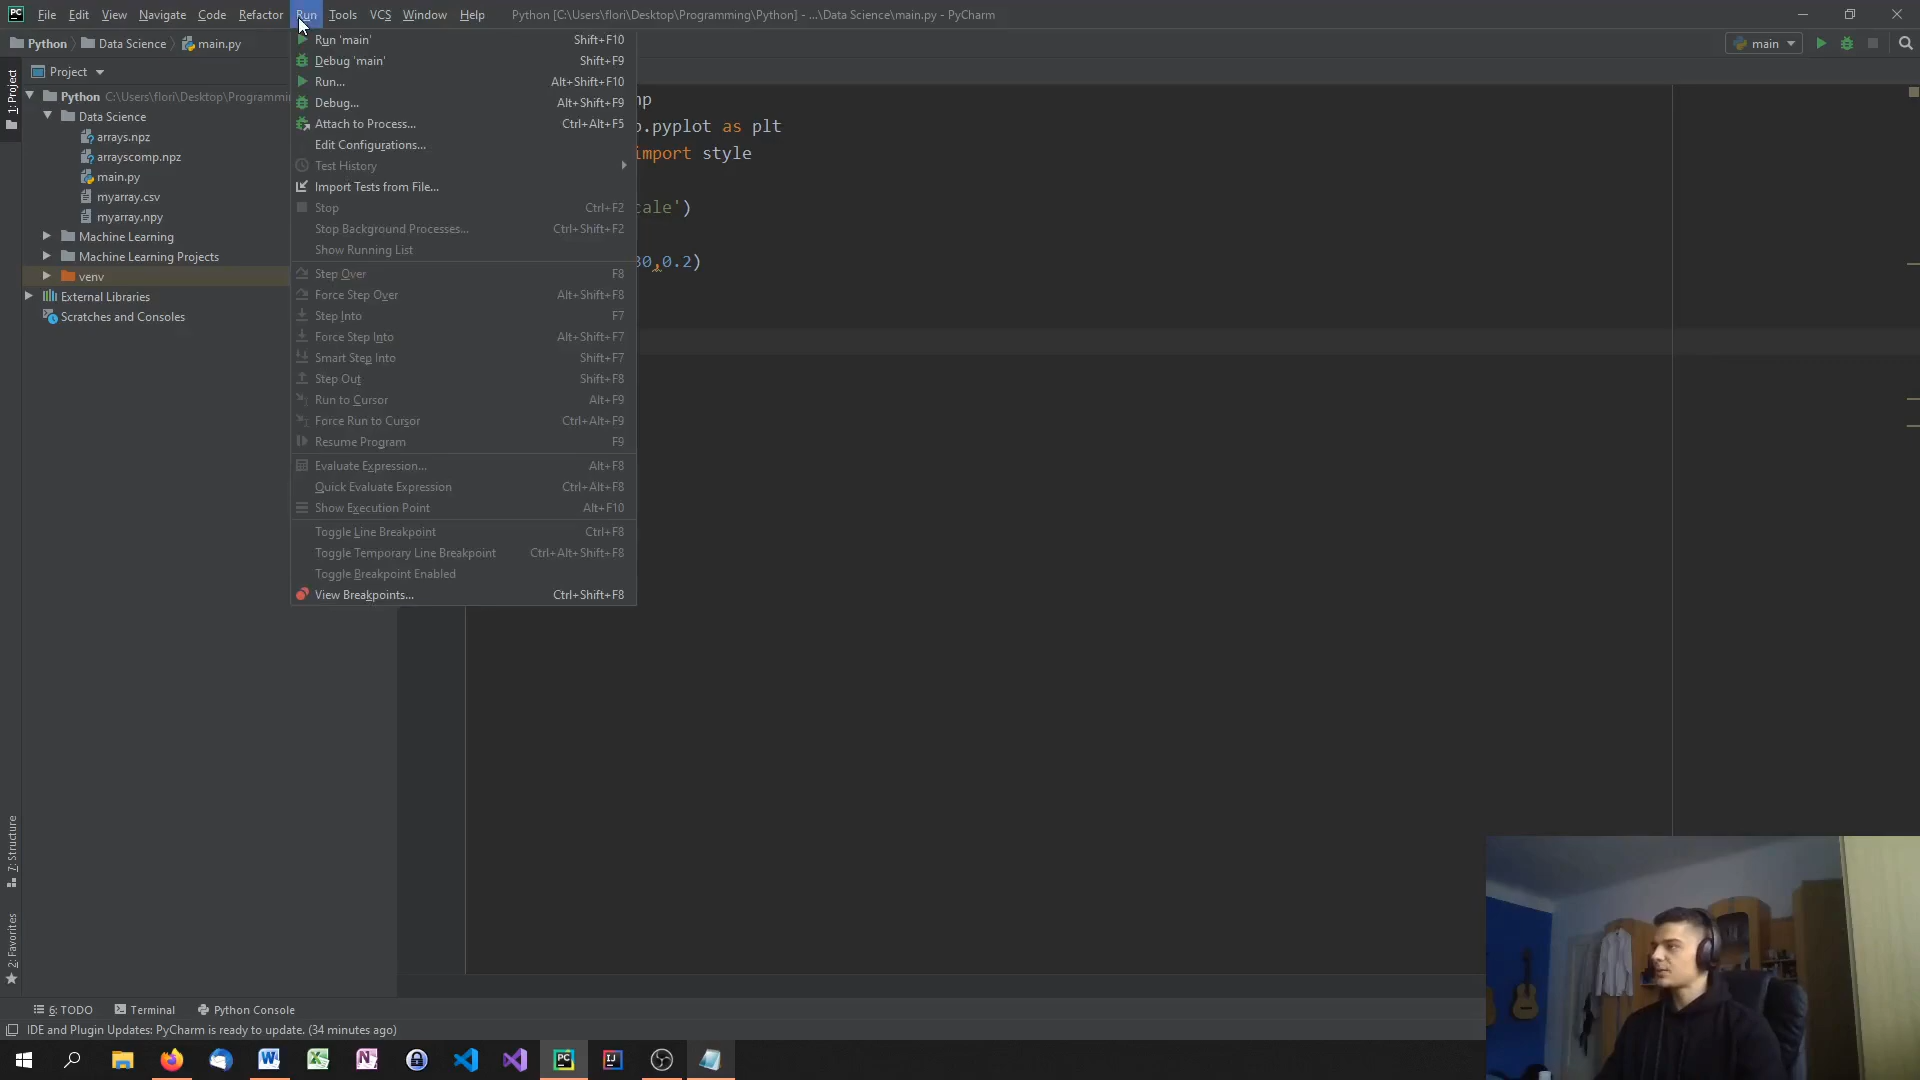 PC File Edit View Navigate Code Refactor Run Tools VCS Window Help Python [C:\Users\flori\Desktop\Programming\Python] - ...\Data Science\main.py - PyCharm
Python Data Science main.py main
Project
1: Project
Python C:\Users\flori\Desktop\Programmi
Data Science
arrays.npz
arrayscomp.npz
main.py
myarray.csv
myarray.npy
Machine Learning
Machine Learning Projects
venv
External Libraries
Scratches and Consoles
Run 'main' Shift+F10
Debug 'main' Shift+F9
Run... Alt+Shift+F10
Debug... Alt+Shift+F9
Attach to Process... Ctrl+Alt+F5
Edit Configurations...
Test History
Import Tests from File...
Stop Ctrl+F2
Stop Background Processes... Ctrl+Shift+F2
Show Running List
Step Over F8
Force Step Over Alt+Shift+F8
Step Into F7
Force Step Into Alt+Shift+F7
Smart Step Into Shift+F7
Step Out Shift+F8
Run to Cursor Alt+F9
Force Run to Cursor Ctrl+Alt+F9
Resume Program F9
Evaluate Expression... Alt+F8
Quick Evaluate Expression Ctrl+Alt+F8
Show Execution Point Alt+F10
Toggle Line Breakpoint Ctrl+F8
Toggle Temporary Line Breakpoint Ctrl+Alt+Shift+F8
Toggle Breakpoint Enabled
View Breakpoints... Ctrl+Shift+F8
np
.pyplot as plt
import style
cale')
30,0.2)
7: Structure
2: Favorites
6: TODO Terminal Python Console
IDE and Plugin Updates: PyCharm is ready to update. (34 minutes ago)